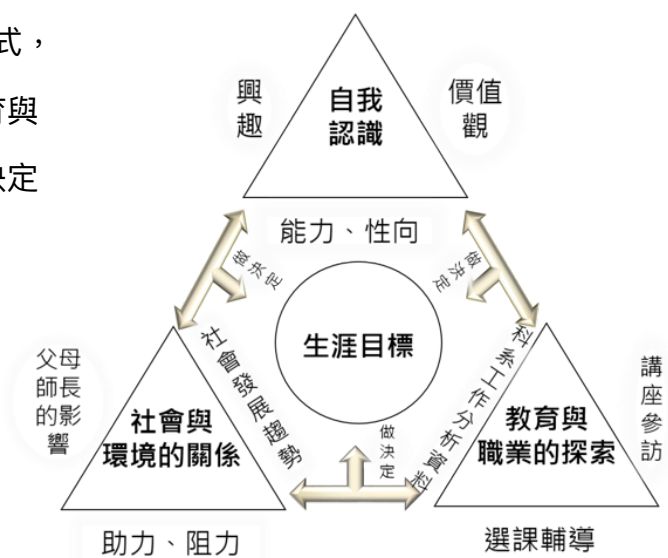 式，
育與
決定
興趣
自我
認識
價值觀
能力、性向
做決定
做決定
生涯目標
社會發展趨勢
科系工作分析資料
父母
師長
的影
響
社會與
環境的關係
做決定
教育與
職業的探索
講座參訪
助力、阻力
選課輔導